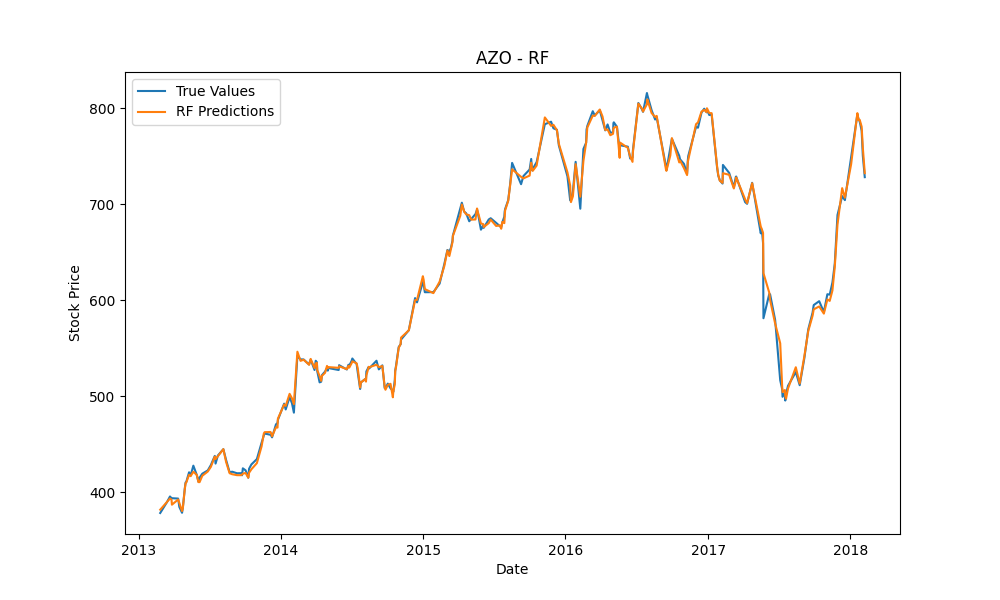 AZO - RF
True Values
RF Predictions
Stock Price
800
700
600
500
400
2013
2014
2015
2016
2017
2018
Date